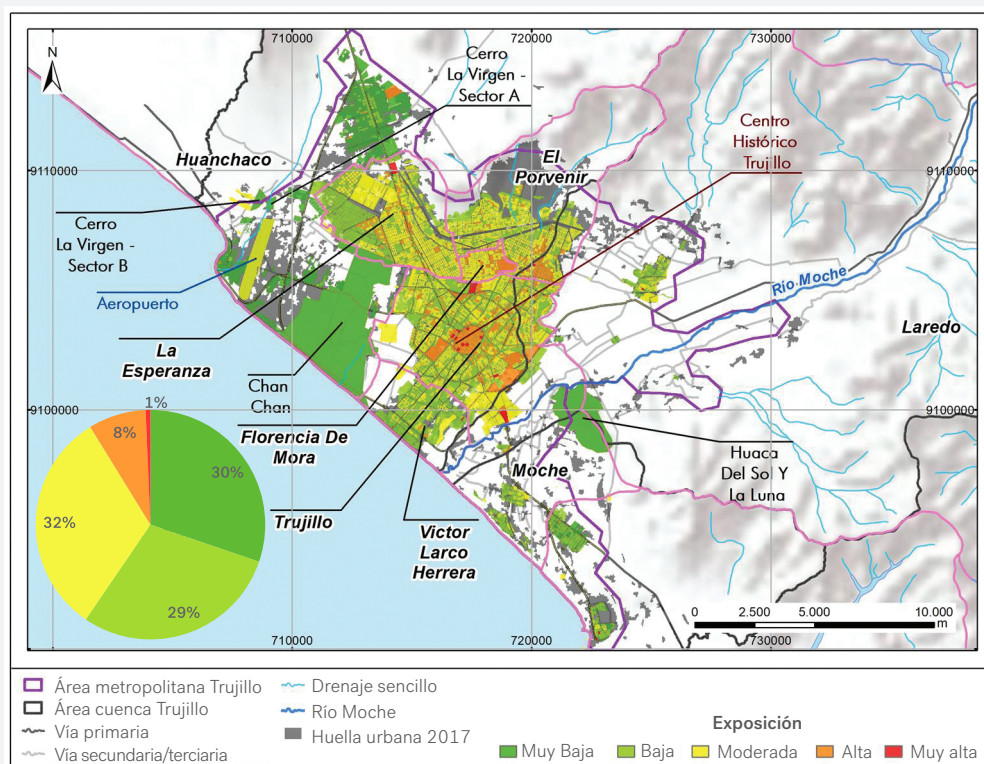 710000
720000
730000
N
Cerro
La Virgen -
Sector A
Centro
Histórico
Trujillo
Huanchaco
El
Porvenir
9110000
9110000
Cerro
La Virgen -
Sector B
Aeropuerto
Río Moche
Laredo
La
Esperanza
Chan
Chan
9100000
9100000
Florencia De
Mora
Huaca
Del Sol Y
La Luna
Moche
Trujillo
Victor
Larco
Herrera
1%
8%
30%
32%
29%
0 2.500 5.000 10.000
m
710000
720000
730000
Área metropolitana Trujillo
Área cuenca Trujillo
Vía primaria
Vía secundaria/terciaria
Drenaje sencillo
Río Moche
Huella urbana 2017
Exposición
Muy Baja Baja Moderada Alta Muy alta